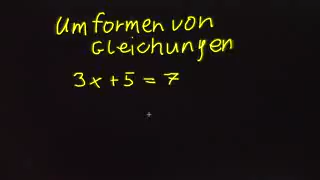 Umformen von
Gleichungen
3x + 5 = 7